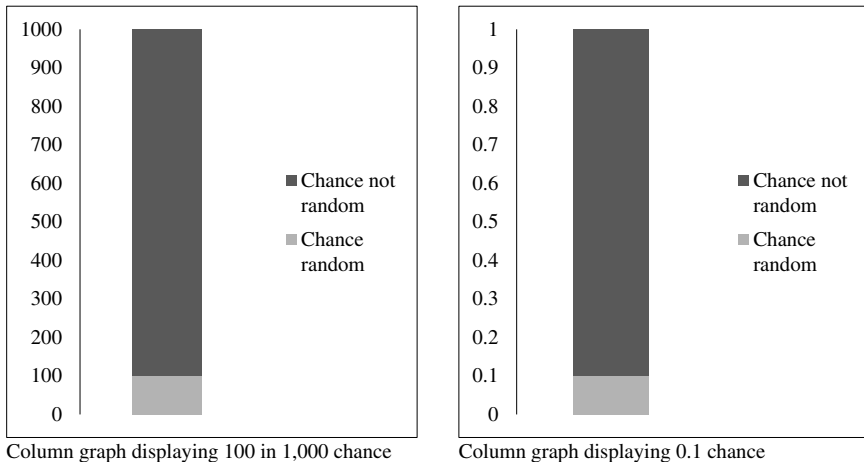 1000
900
800
700
600
500
400
300
200
100
0
Chance not
random
Chance
random
Column graph displaying 100 in 1,000 chance
1
0.9
0.8
0.7
0.6
0.5
0.4
0.3
0.2
0.1
0
Chance not
random
Chance
random
Column graph displaying 0.1 chance